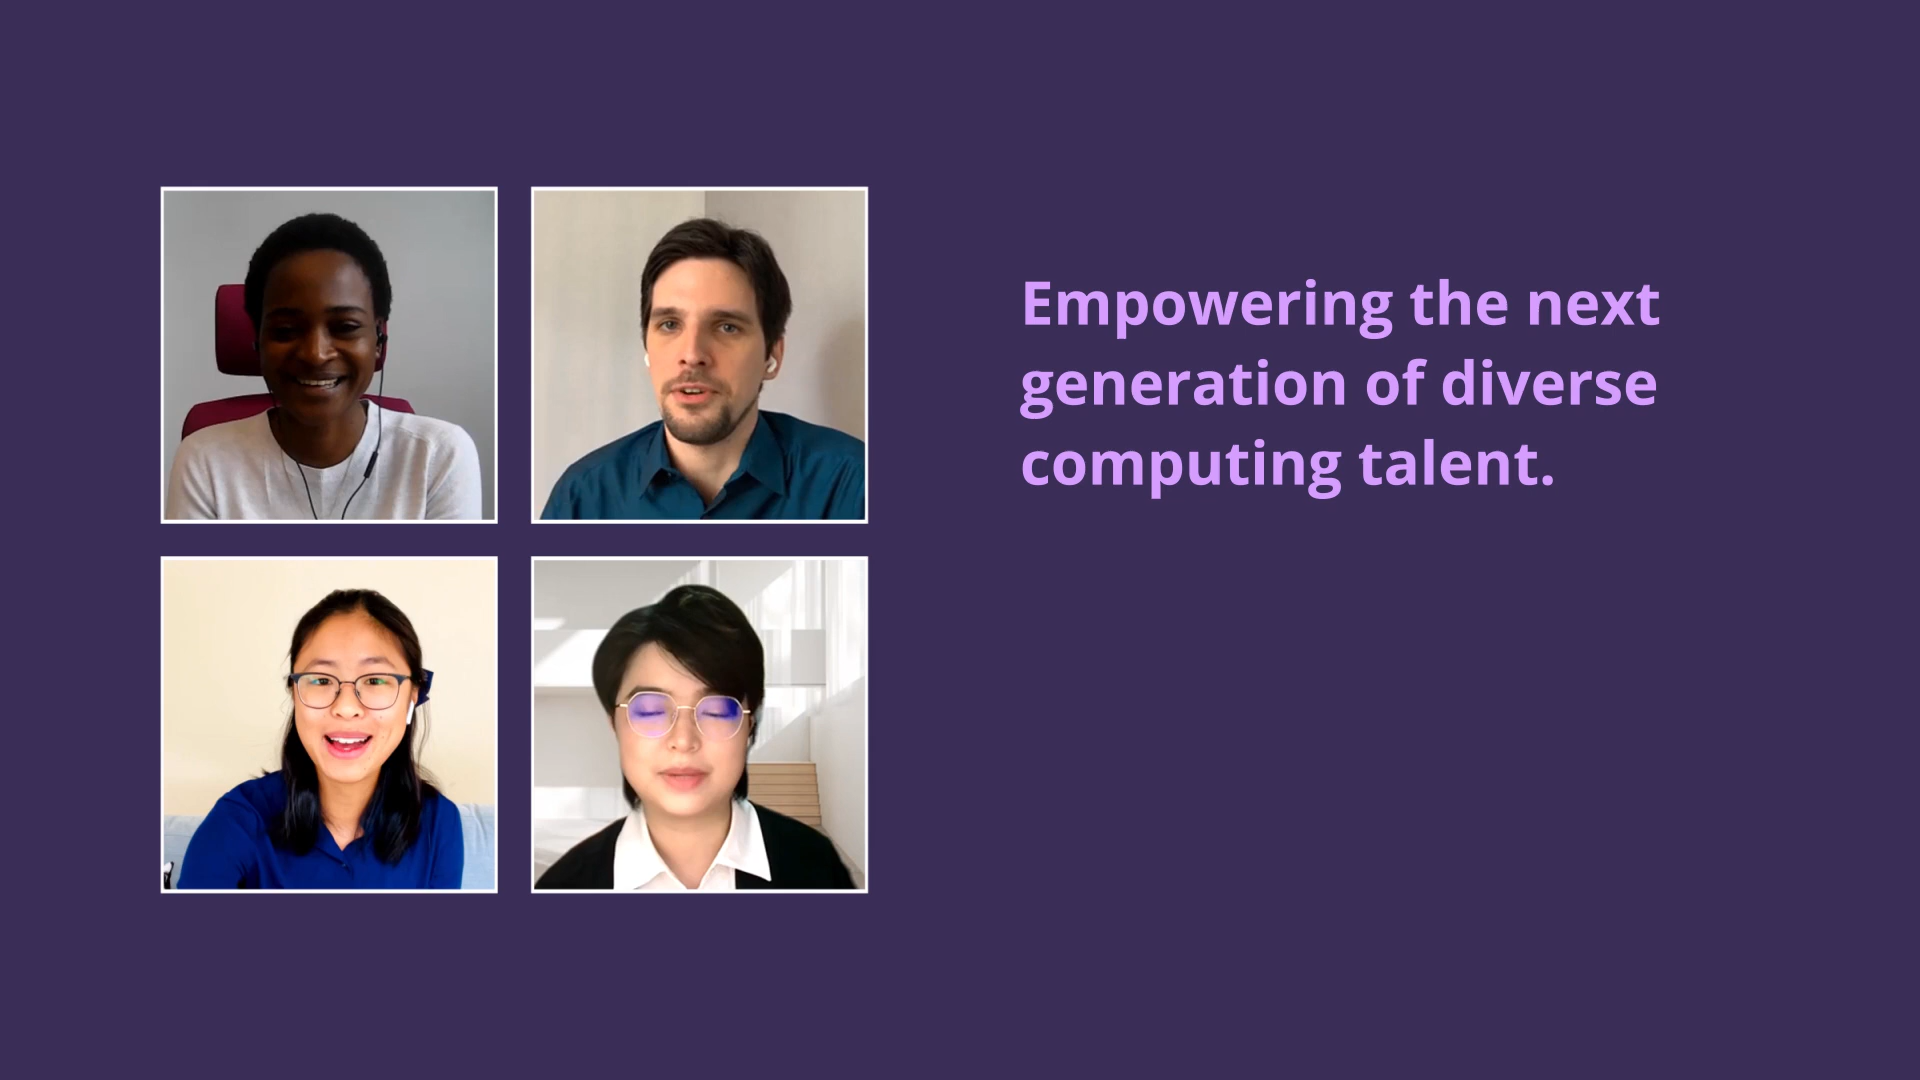 Empowering the next
generation of diverse
computing talent.